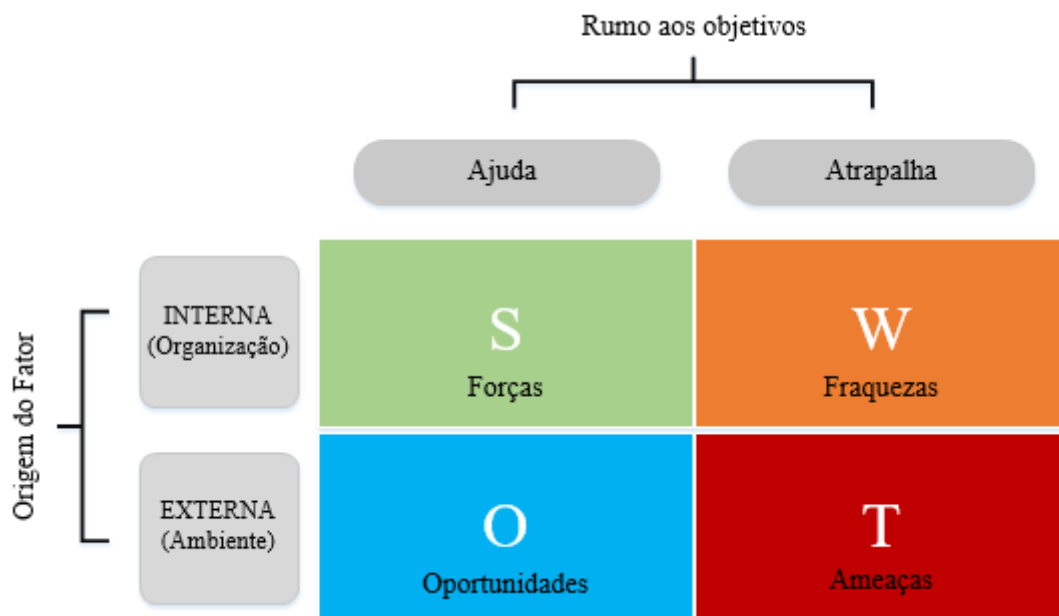 Rumo aos objetivos
Ajuda
Atrapalha
Origem do Fator
INTERNA
(Organização)
S
Forças
W
Fraquezas
EXTERNA
(Ambiente)
O
Oportunidades
T
Ameaças